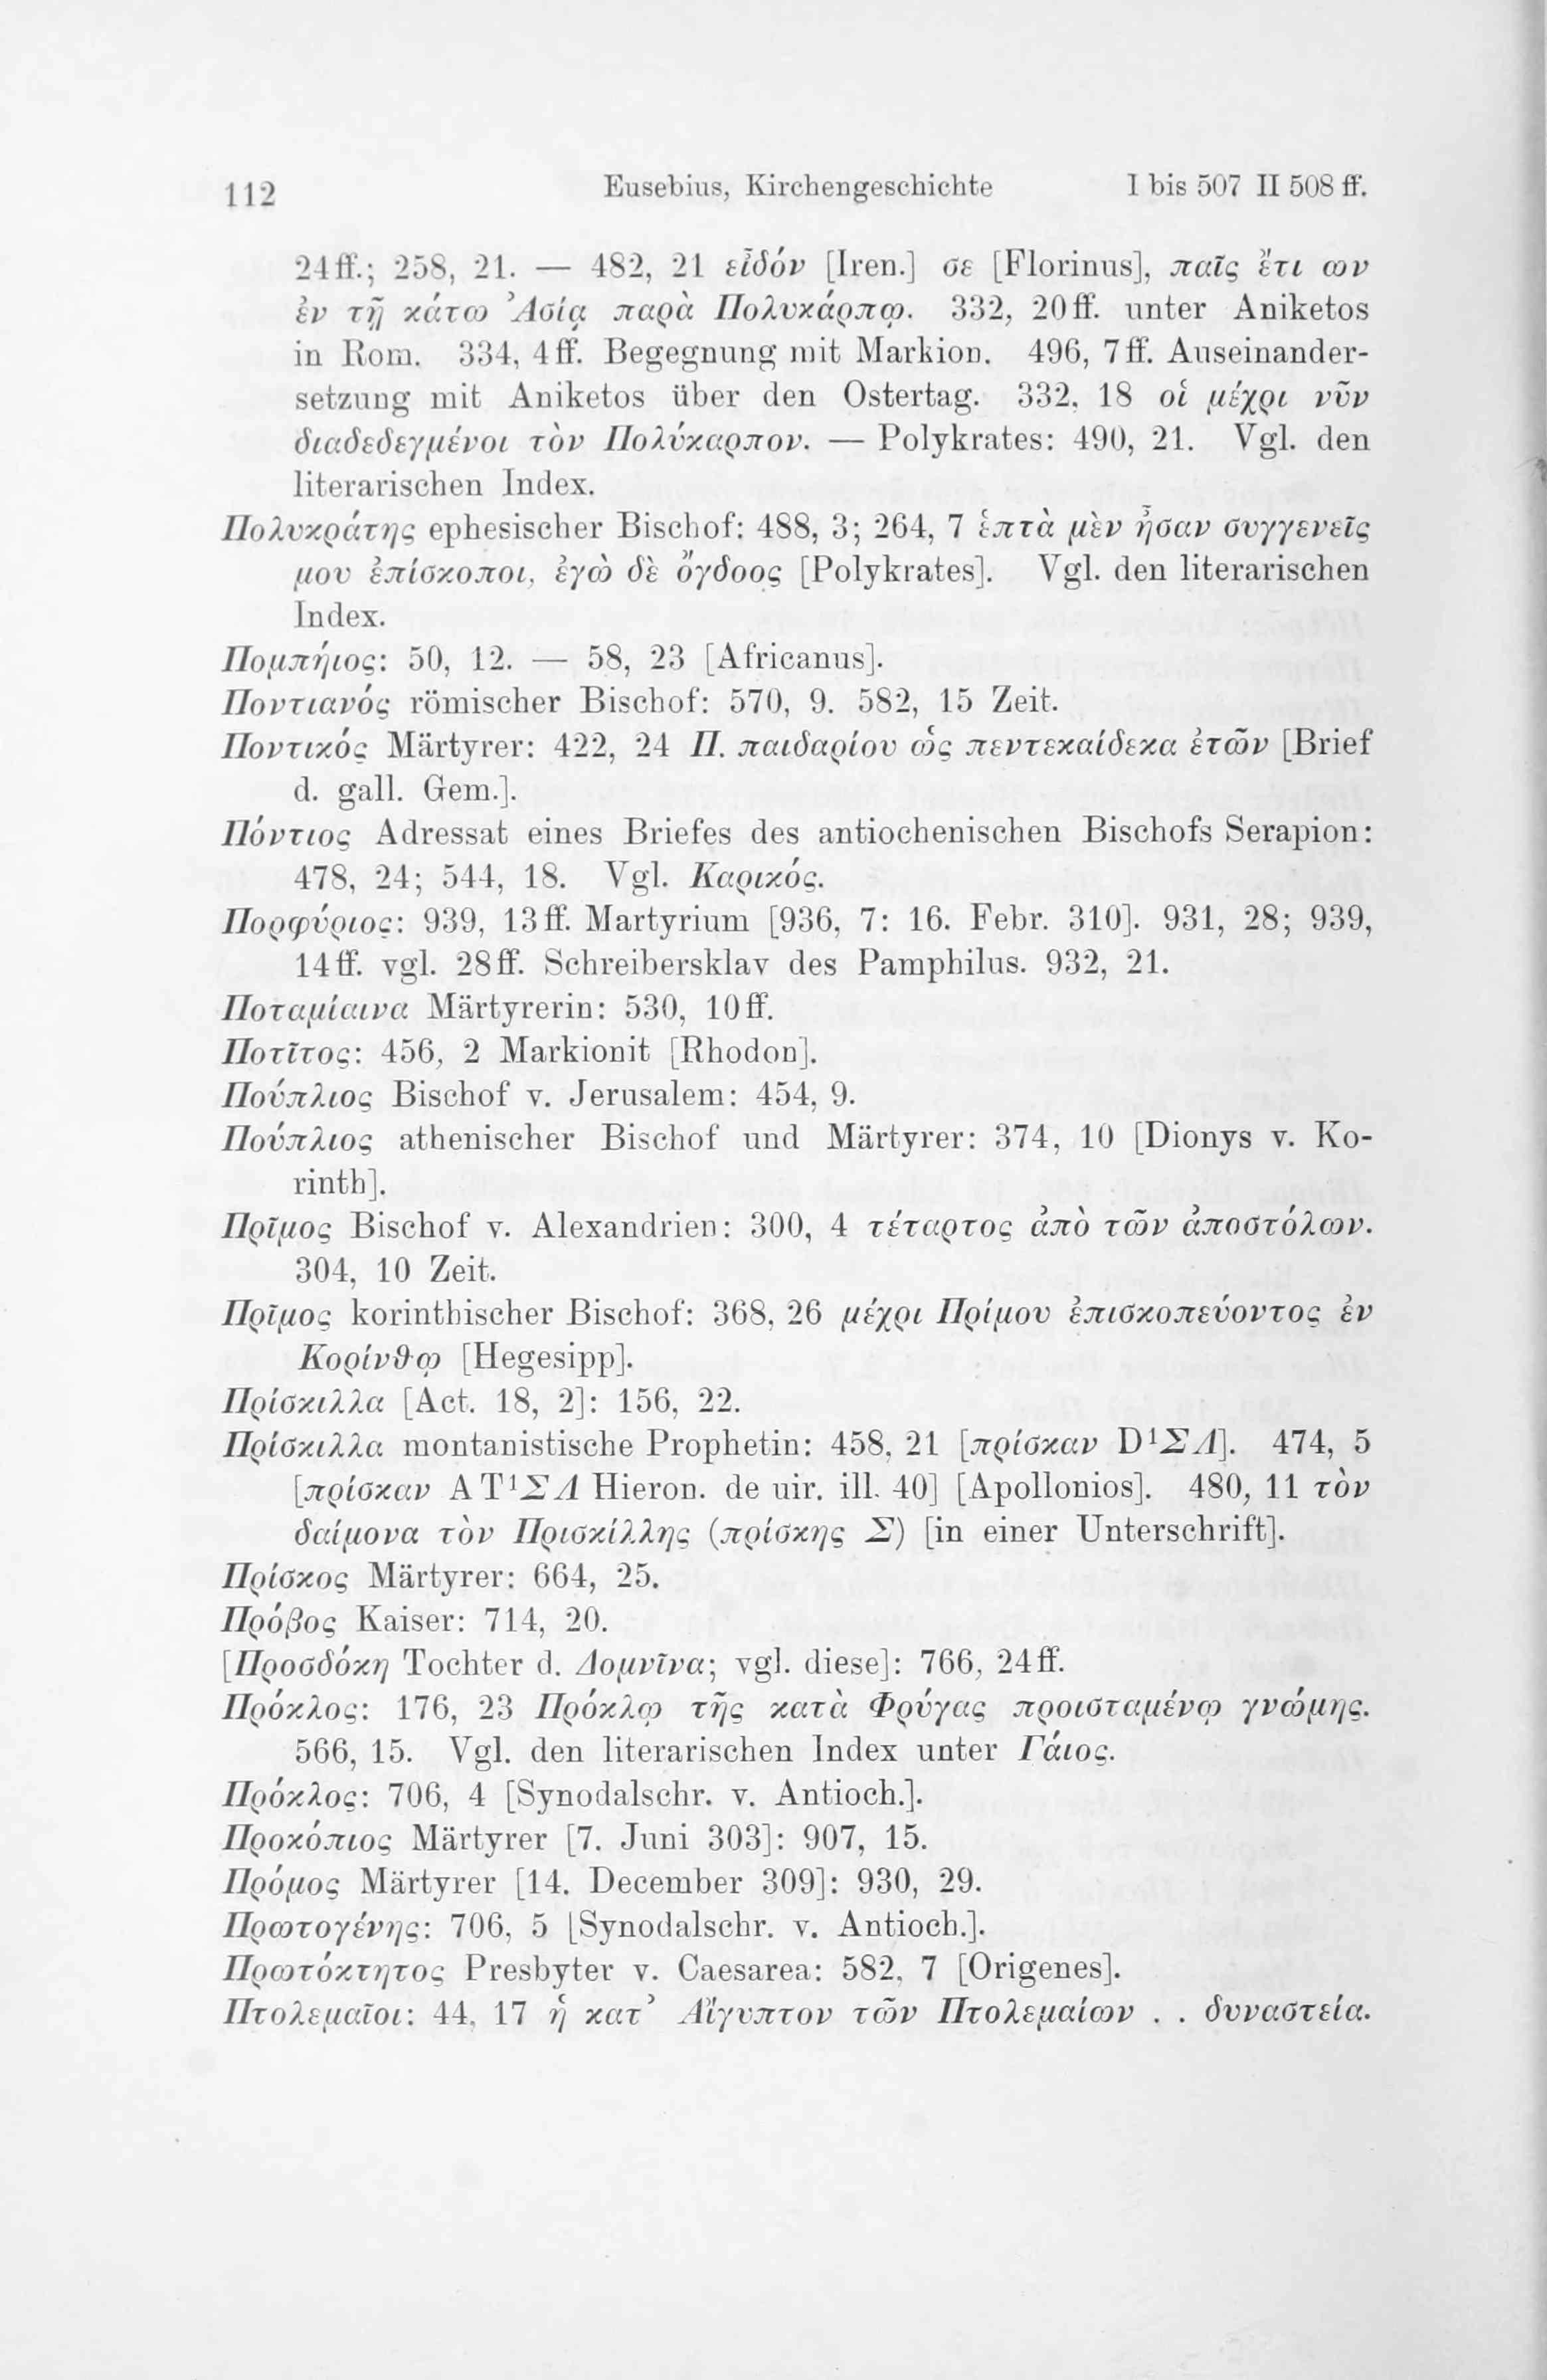 112 Eusebius, Kirchengeschichte I bis 507 II 508 ff.
24 ff.; 258, 21. — 482, 21 εἶδόν [Iren.] σε [Florinus], παῖς ἔτι ων
ἐν τῇ κάτω Ἀσίᾳ παρὰ Πολυκάρπῳ. 332, 20 ff. unter Aniketos
in Rom. 334, 4 ff. Begegnung mit Markion. 496, 7 ff. Auseinander-
setzung mit Aniketos über den Ostertag. 332, 18 οἱ μέχρι νῦν
διαδεδεγμένοι τὸν Πολύκαρπον. — Polykrates: 490, 21. Vgl. den
literarischen Index.
Πολυκράτης ephesischer Bischof: 488, 3; 264, 7 ἑπτὰ μὲν ἦσαν συγγενεῖς
μου ἐπίσκοποι, ἐγὼ δὲ ὄγδοος [Polykrates]. Vgl. den literarischen
Index.
Πομπήιος: 50, 12. — 58, 23 [Africanus].
Ποντιανός römischer Bischof: 570, 9. 582, 15 Zeit.
Ποντικός Märtyrer: 422, 24 Π. παιδαρίου ὡς πεντεκαίδεκα ἐτῶν [Brief
d. gall. Gem.].
Πόντιος Adressat eines Briefes des antiochenischen Bischofs Serapion:
478, 24; 544, 18. Vgl. Καρικός.
Πορφύριος: 939, 13 ff. Martyrium [936, 7: 16. Febr. 310]. 931, 28; 939,
14 ff. vgl. 28 ff. Schreibersklav des Pamphilus. 932, 21.
Ποταμίαινα Märtyrerin: 530, 10 ff.
Ποτῖτος: 456, 2 Markionit [Rhodon].
Πούπλιος Bischof v. Jerusalem: 454, 9.
Πούπλιος athenischer Bischof und Märtyrer: 374, 10 [Dionys v. Ko-
rinth].
Πρῖμος Bischof v. Alexandrien: 300, 4 τέταρτος ἀπὸ τῶν ἀποστόλων.
304, 10 Zeit.
Πρῖμος korinthischer Bischof: 368, 26 μέχρι Πρίμου ἐπισκοπεύοντος ἐν
Κορίνθῳ [Hegesipp].
Πρίσκιλλα [Act. 18, 2]: 156, 22.
Πρίσκιλλα montanistische Prophetin: 458, 21 [πρίσκαν D¹ΣΛ]. 474, 5
[πρίσκαν AT¹ΣΛ Hieron. de uir. ill. 40] [Apollonios]. 480, 11 τὸν
δαίμονα τὸν Πρισκίλλης (πρίσκης Σ) [in einer Unterschrift].
Πρίσκος Märtyrer: 664, 25.
Πρόβος Kaiser: 714, 20.
[Προσδόκη Tochter d. Δομνῖνα; vgl. diese]: 766, 24 ff.
Πρόκλος: 176, 23 Πρόκλῳ τῆς κατὰ Φρύγας προισταμένῳ γνώμης.
566, 15. Vgl. den literarischen Index unter Γάιος.
Πρόκλος: 706, 4 [Synodalschr. v. Antioch.].
Προκόπιος Märtyrer [7. Juni 303]: 907, 15.
Πρόμος Märtyrer [14. December 309]: 930, 29.
Πρωτογένης: 706, 5 [Synodalschr. v. Antioch.].
Πρωτόκτητος Presbyter v. Caesarea: 582, 7 [Origenes].
Πτολεμαῖοι: 44, 17 ἡ κατ’ Αἴγυπτον τῶν Πτολεμαίων . . δυναστεία.